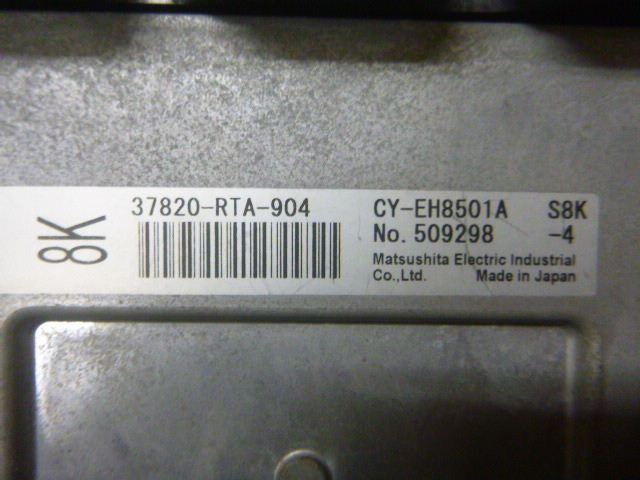 8K
37820-RTA-904
CY-EH8501A S8K
No. 509298 -4
Matsushita Electric Industrial
Co.,Ltd. Made in Japan